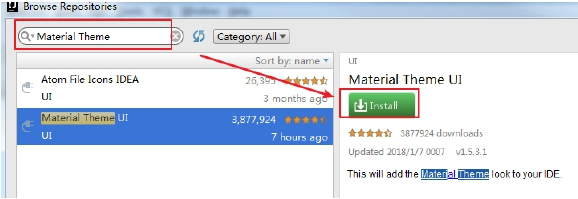 Browse Repositories
Material Theme
Category: All
Sort by: name
Atom File Icons IDEA
26,395
UI
3 months ago
Material Theme UI
3,877,924
UI
7 hours ago
UI
Material Theme UI
Install
3877924 downloads
Updated 2018/1/7 0007 v1.5.3.1
This will add the Material Theme look to your IDE.